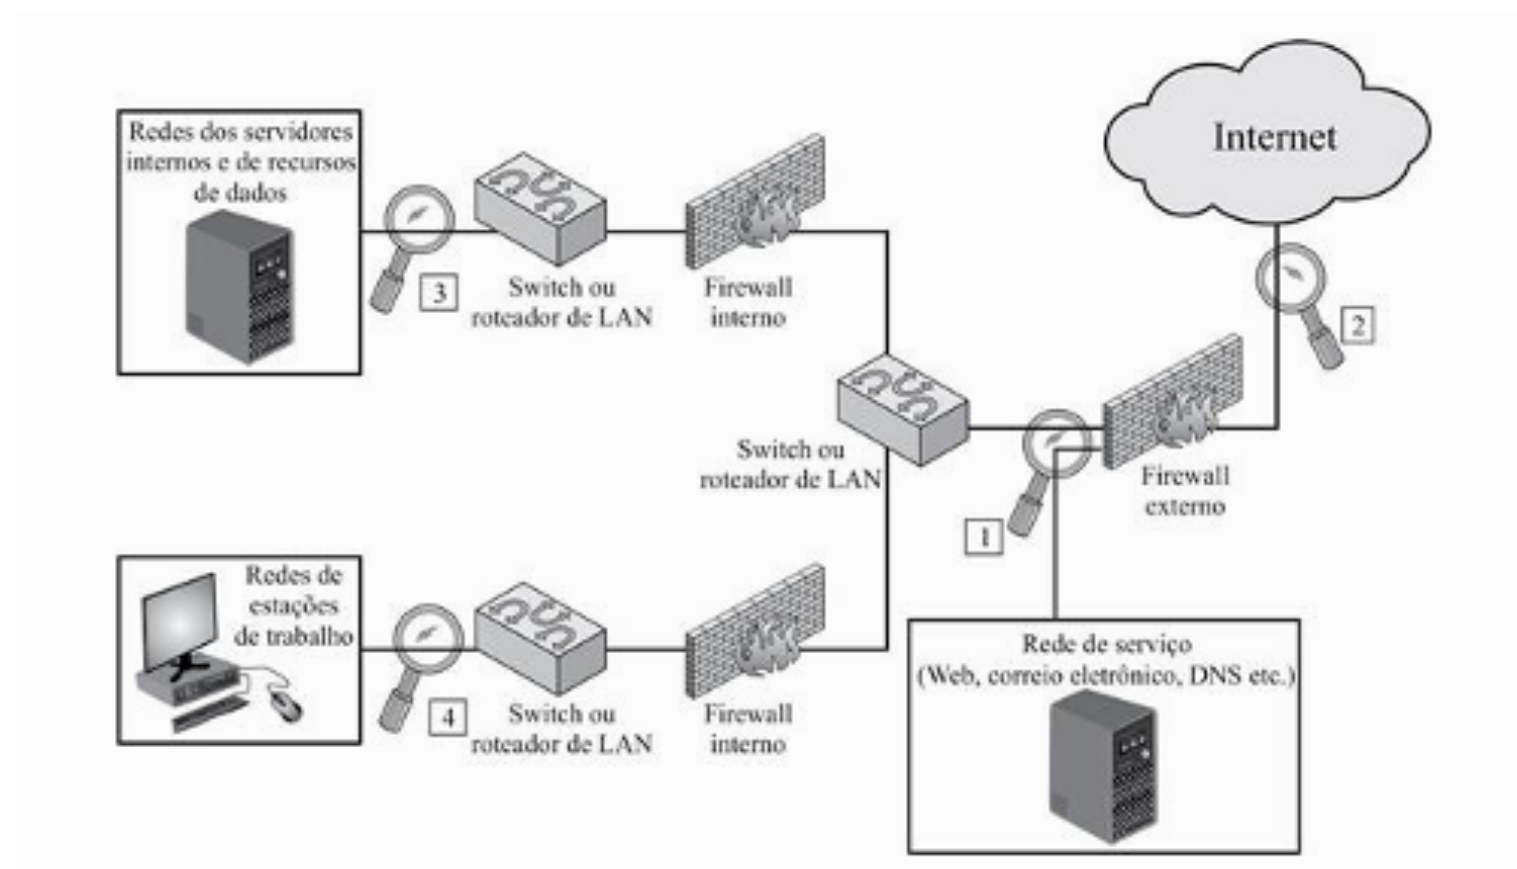 Redes dos servidores
internos e de recursos
de dados
3
Switch ou
roteador de LAN
Firewall
interno
Internet
2
Switch ou
roteador de LAN
1
Firewall
externo
Redes de
estações
de trabalho
4
Switch ou
roteador de LAN
Firewall
interno
Rede de serviço
(Web, correio eletrônico, DNS etc.)